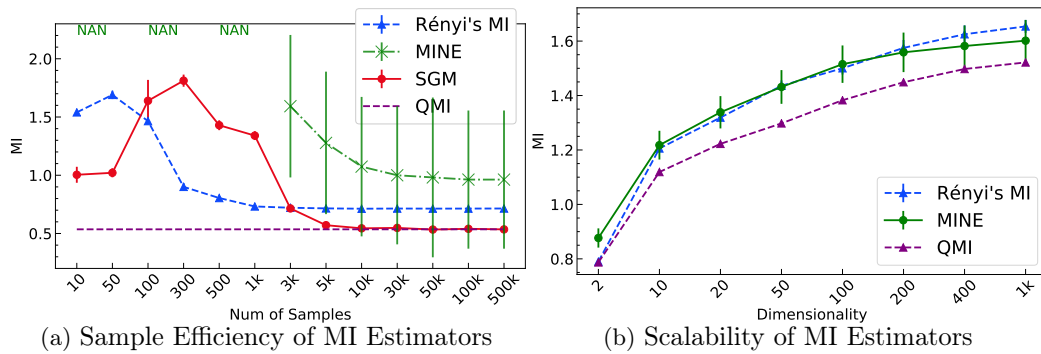 NAN NAN NAN
Rényi's MI
MINE
SGM
QMI
2.0
1.5
1.0
0.5
MI
10 50 100 300 500 1k 3k 5k 10k 30k 50k 100k 500k
Num of Samples
(a) Sample Efficiency of MI Estimators
1.6
1.4
1.2
1.0
0.8
MI
Rényi's MI
MINE
QMI
2 10 20 50 100 200 400 1k
Dimensionality
(b) Scalability of MI Estimators